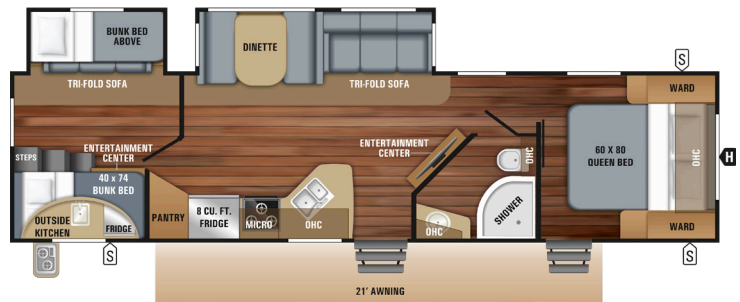 BUNK BED
ABOVE
TRI-FOLD SOFA
DINETTE
TRI-FOLD SOFA
S
WARD
STEPS
ENTERTAINMENT
CENTER
40 x 74
BUNK BED
OUTSIDE
KITCHEN
FRIDGE
S
PANTRY
8 CU. FT.
FRIDGE
MICRO
OHC
ENTERTAINMENT
CENTER
OHC
SHOWER
OHC
60 X 80
QUEEN BED
OHC
H
WARD
S
21' AWNING